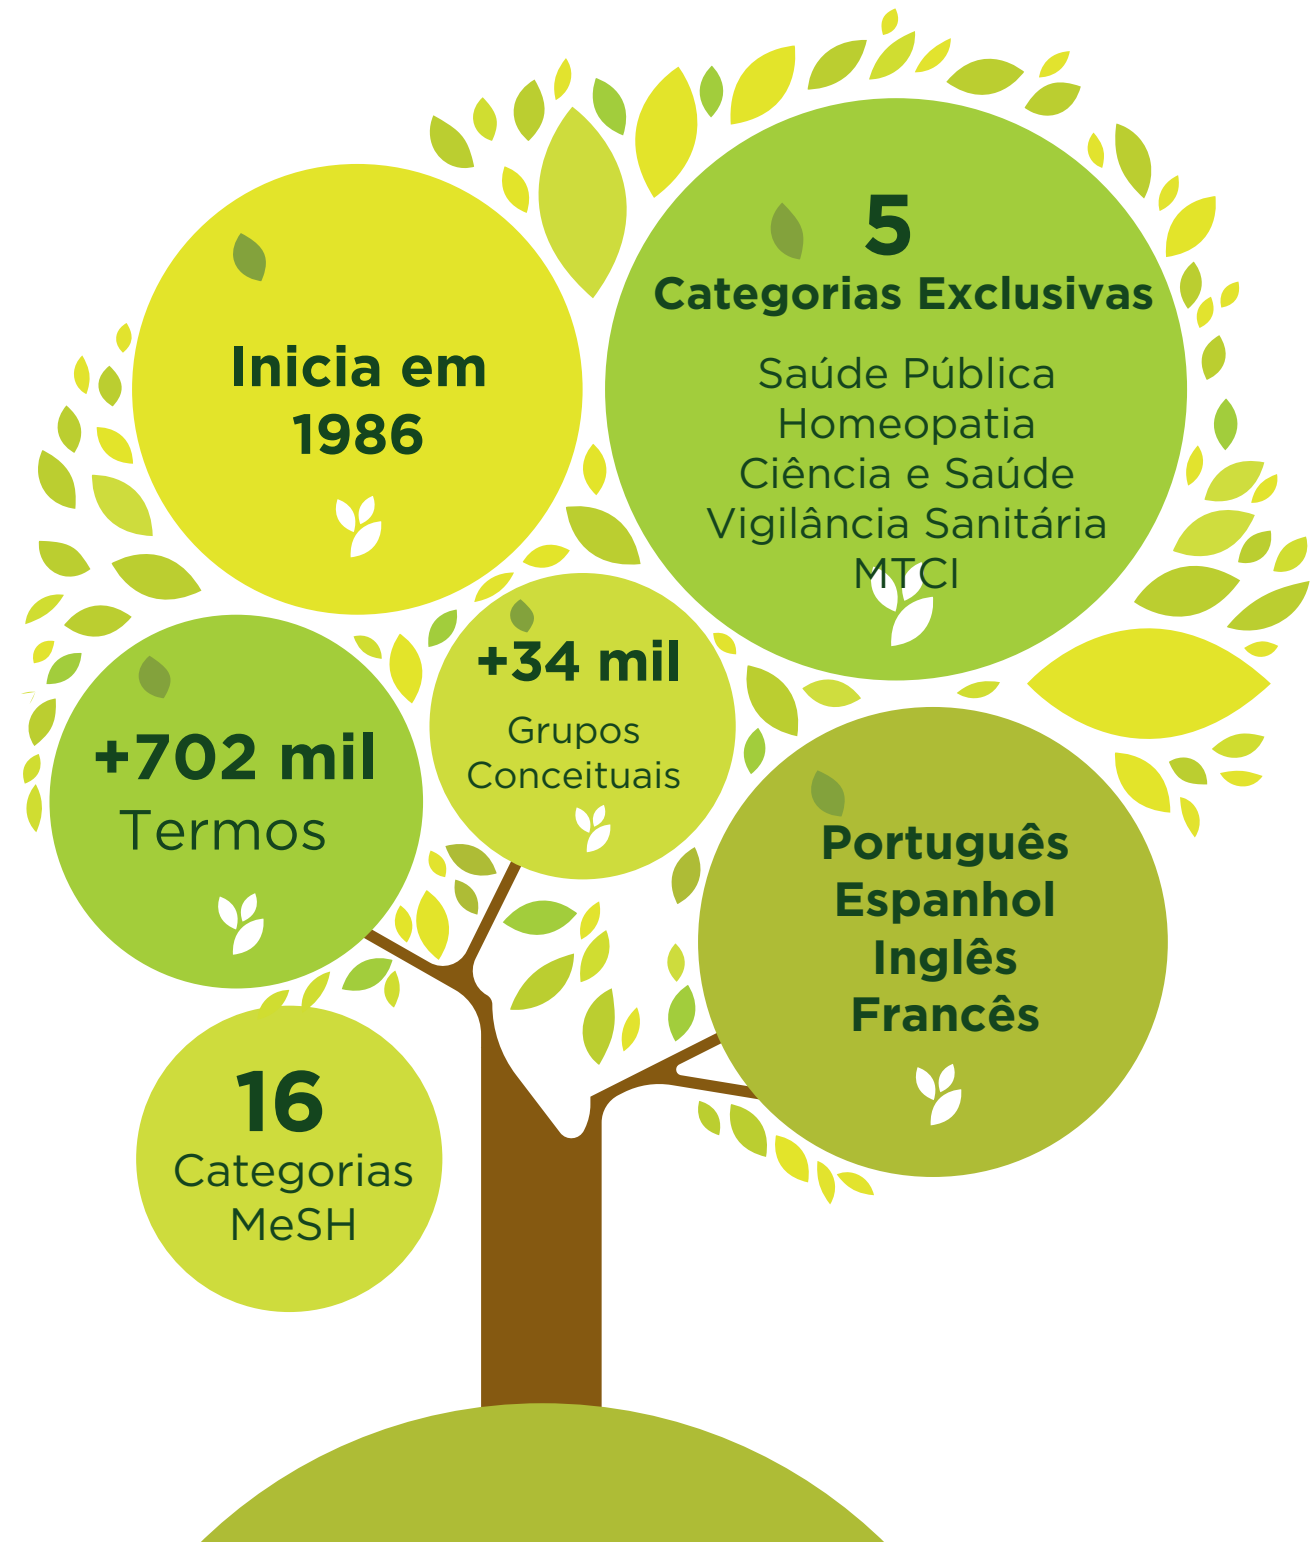 Inicia em
1986
5
Categorias Exclusivas
Saúde Pública
Homeopatia
Ciência e Saúde
Vigilância Sanitária
MTCI
+34 mil
Grupos
Conceituais
+702 mil
Termos
Português
Espanhol
Inglês
Francês
16
Categorias
MeSH